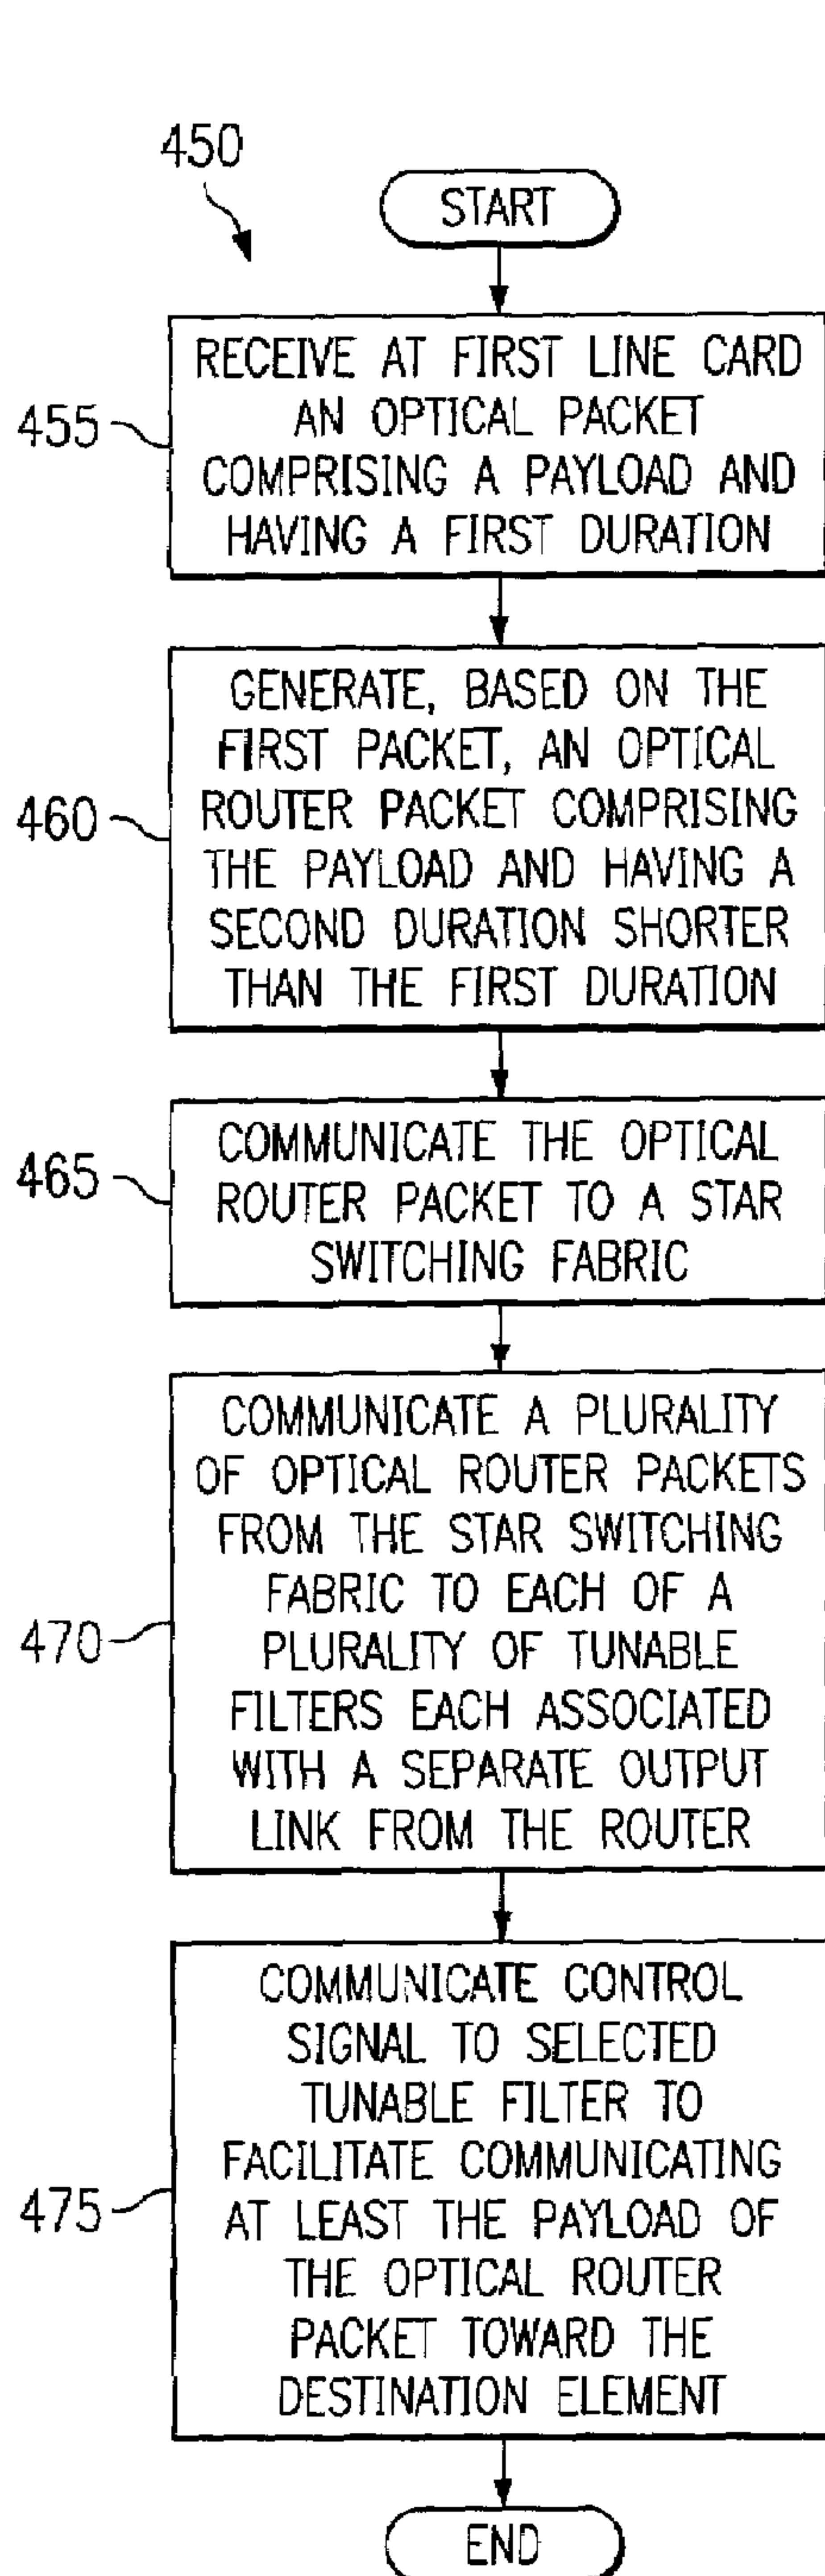 450
START
455
RECEIVE AT FIRST LINE CARD
AN OPTICAL PACKET
COMPRISING A PAYLOAD AND
HAVING A FIRST DURATION
460
GENERATE, BASED ON THE
FIRST PACKET, AN OPTICAL
ROUTER PACKET COMPRISING
THE PAYLOAD AND HAVING A
SECOND DURATION SHORTER
THAN THE FIRST DURATION
465
COMMUNICATE THE OPTICAL
ROUTER PACKET TO A STAR
SWITCHING FABRIC
470
COMMUNICATE A PLURALITY
OF OPTICAL ROUTER PACKETS
FROM THE STAR SWITCHING
FABRIC TO EACH OF A
PLURALITY OF TUNABLE
FILTERS EACH ASSOCIATED
WITH A SEPARATE OUTPUT
LINK FROM THE ROUTER
475
COMMUNICATE CONTROL
SIGNAL TO SELECTED
TUNABLE FILTER TO
FACILITATE COMMUNICATING
AT LEAST THE PAYLOAD OF
THE OPTICAL ROUTER
PACKET TOWARD THE
DESTINATION ELEMENT
END